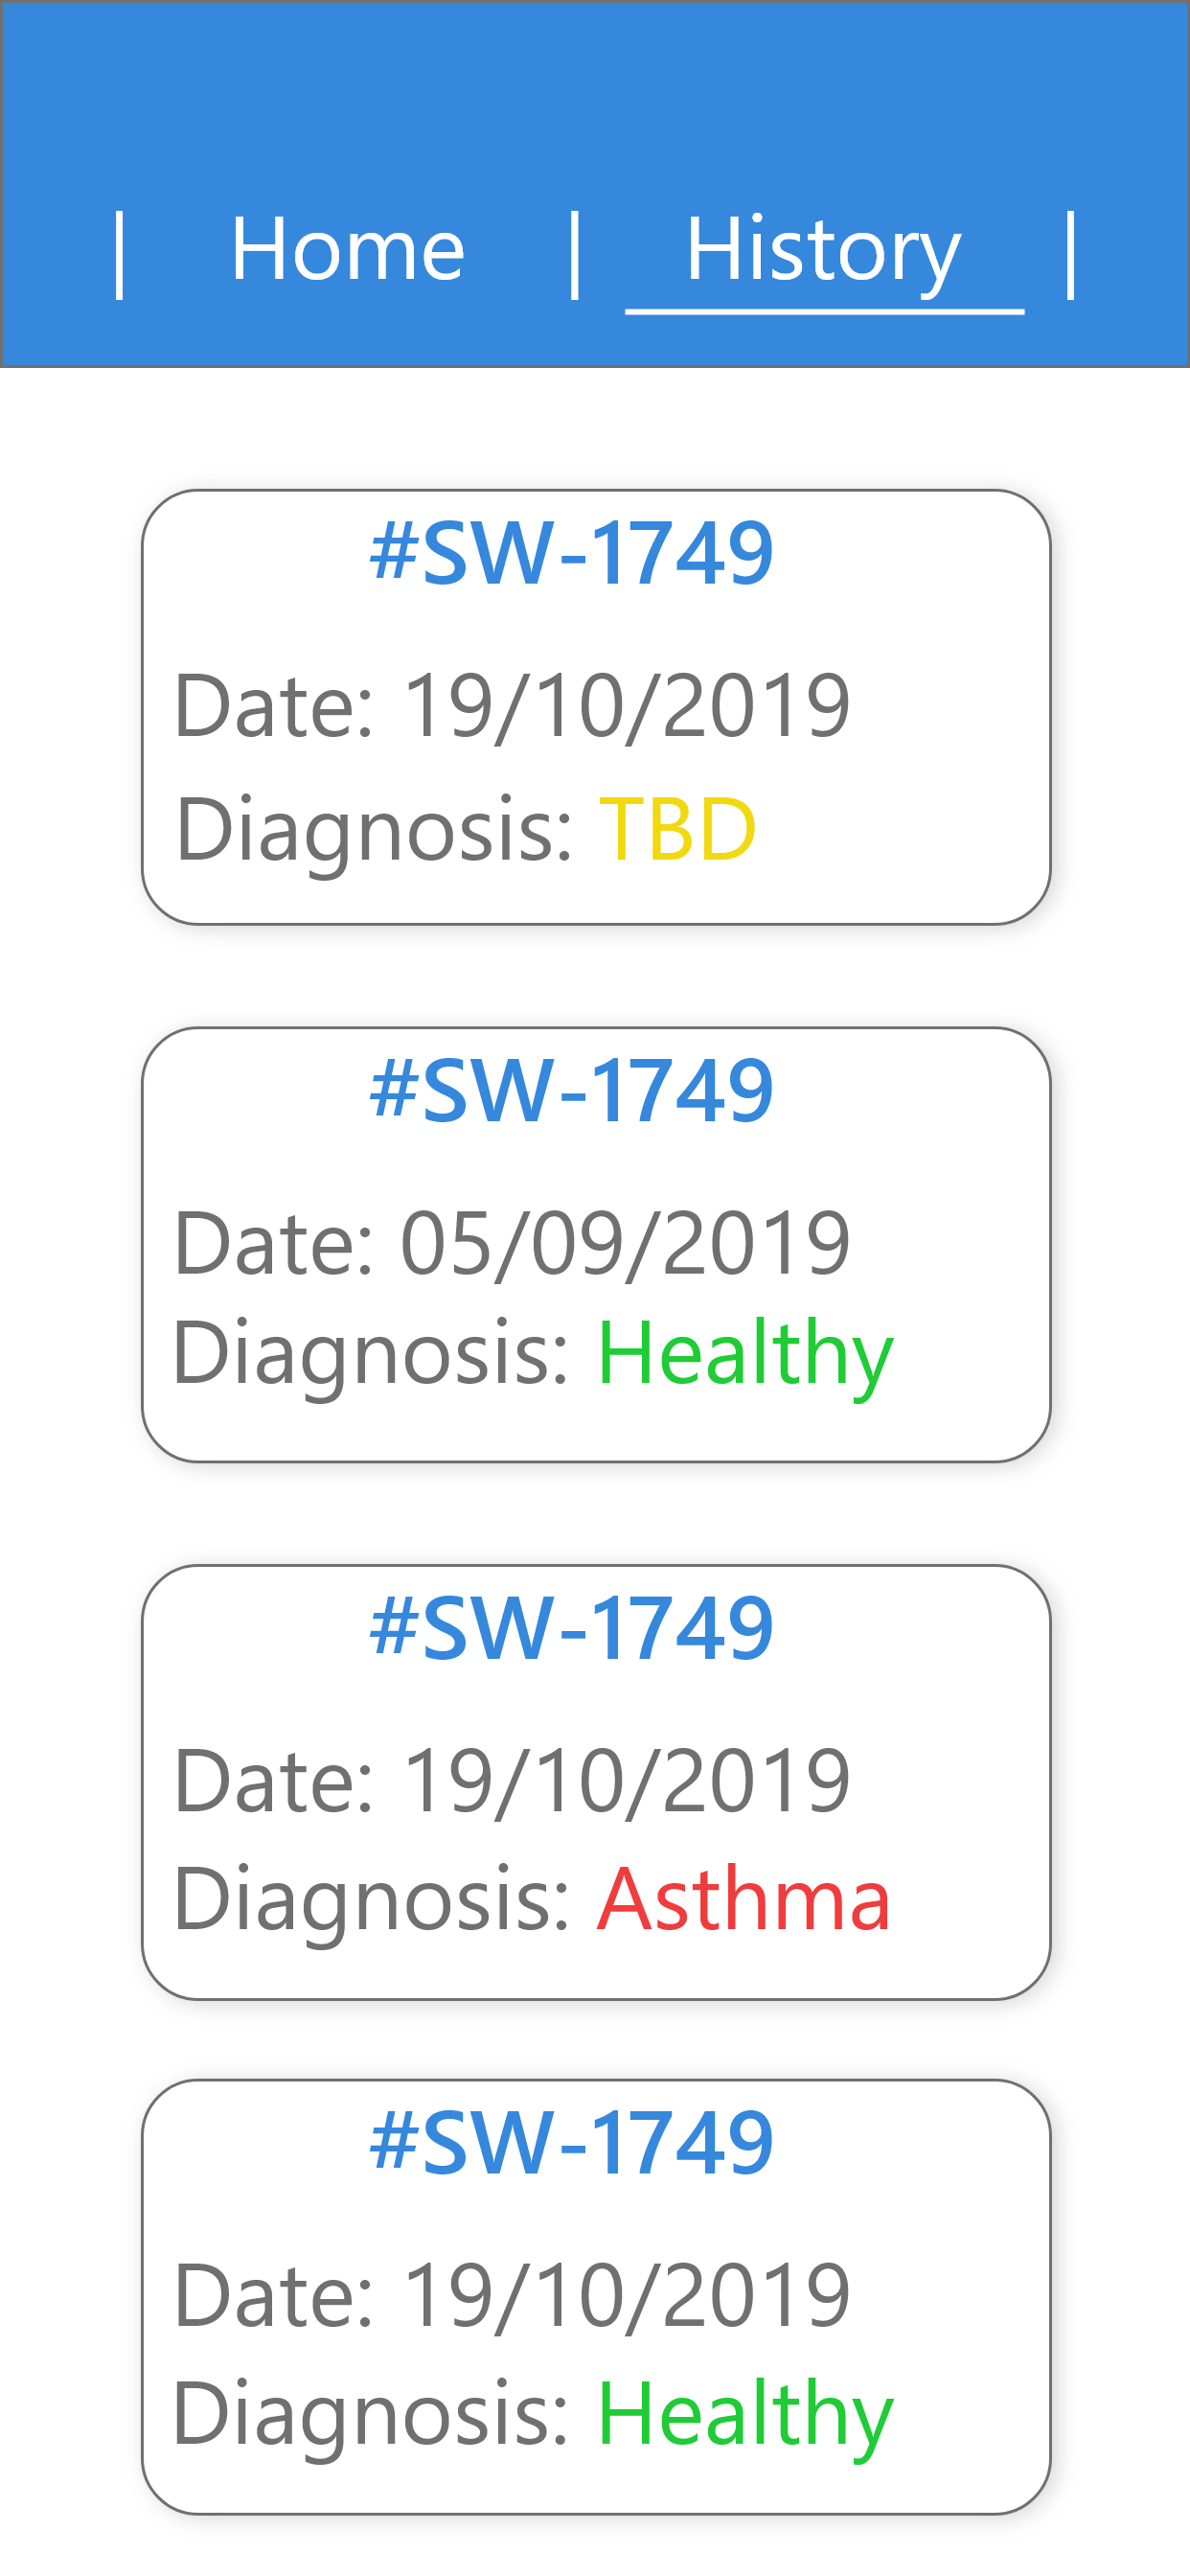 | Home | History |
#SW-1749
Date: 19/10/2019
Diagnosis: TBD
#SW-1749
Date: 05/09/2019
Diagnosis: Healthy
#SW-1749
Date: 19/10/2019
Diagnosis: Asthma
#SW-1749
Date: 19/10/2019
Diagnosis: Healthy